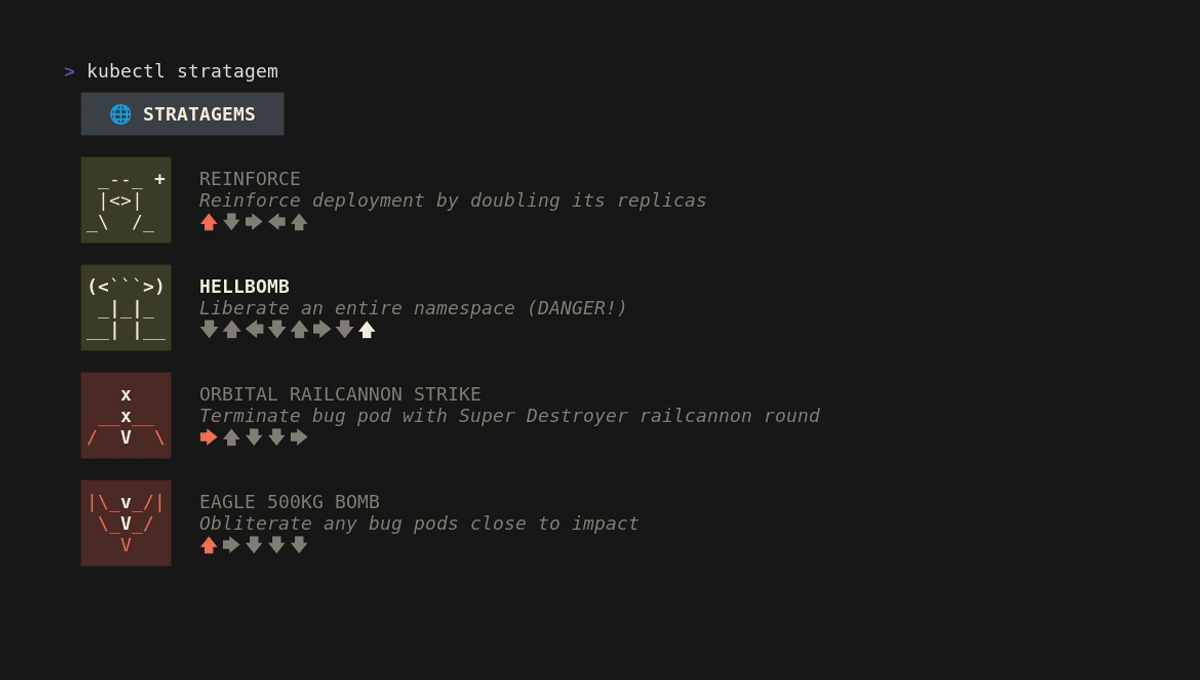 > kubectl stratagem
🌐 STRATAGEMS
_--_ +
|<>|
_\  /_
REINFORCE
Reinforce deployment by doubling its replicas
🡅🡇🡆🡄🡅
(<```>)
_|_|_
__| |__
HELLBOMB
Liberate an entire namespace (DANGER!)
🡇🡅🡄🡇🡅🡆🡇🡅
x
__x__
/  V  \
ORBITAL RAILCANNON STRIKE
Terminate bug pod with Super Destroyer railcannon round
🡆🡅🡇🡇🡆
|\_v_/|
\_V_/
V
EAGLE 500KG BOMB
Obliterate any bug pods close to impact
🡅🡆🡇🡇🡇